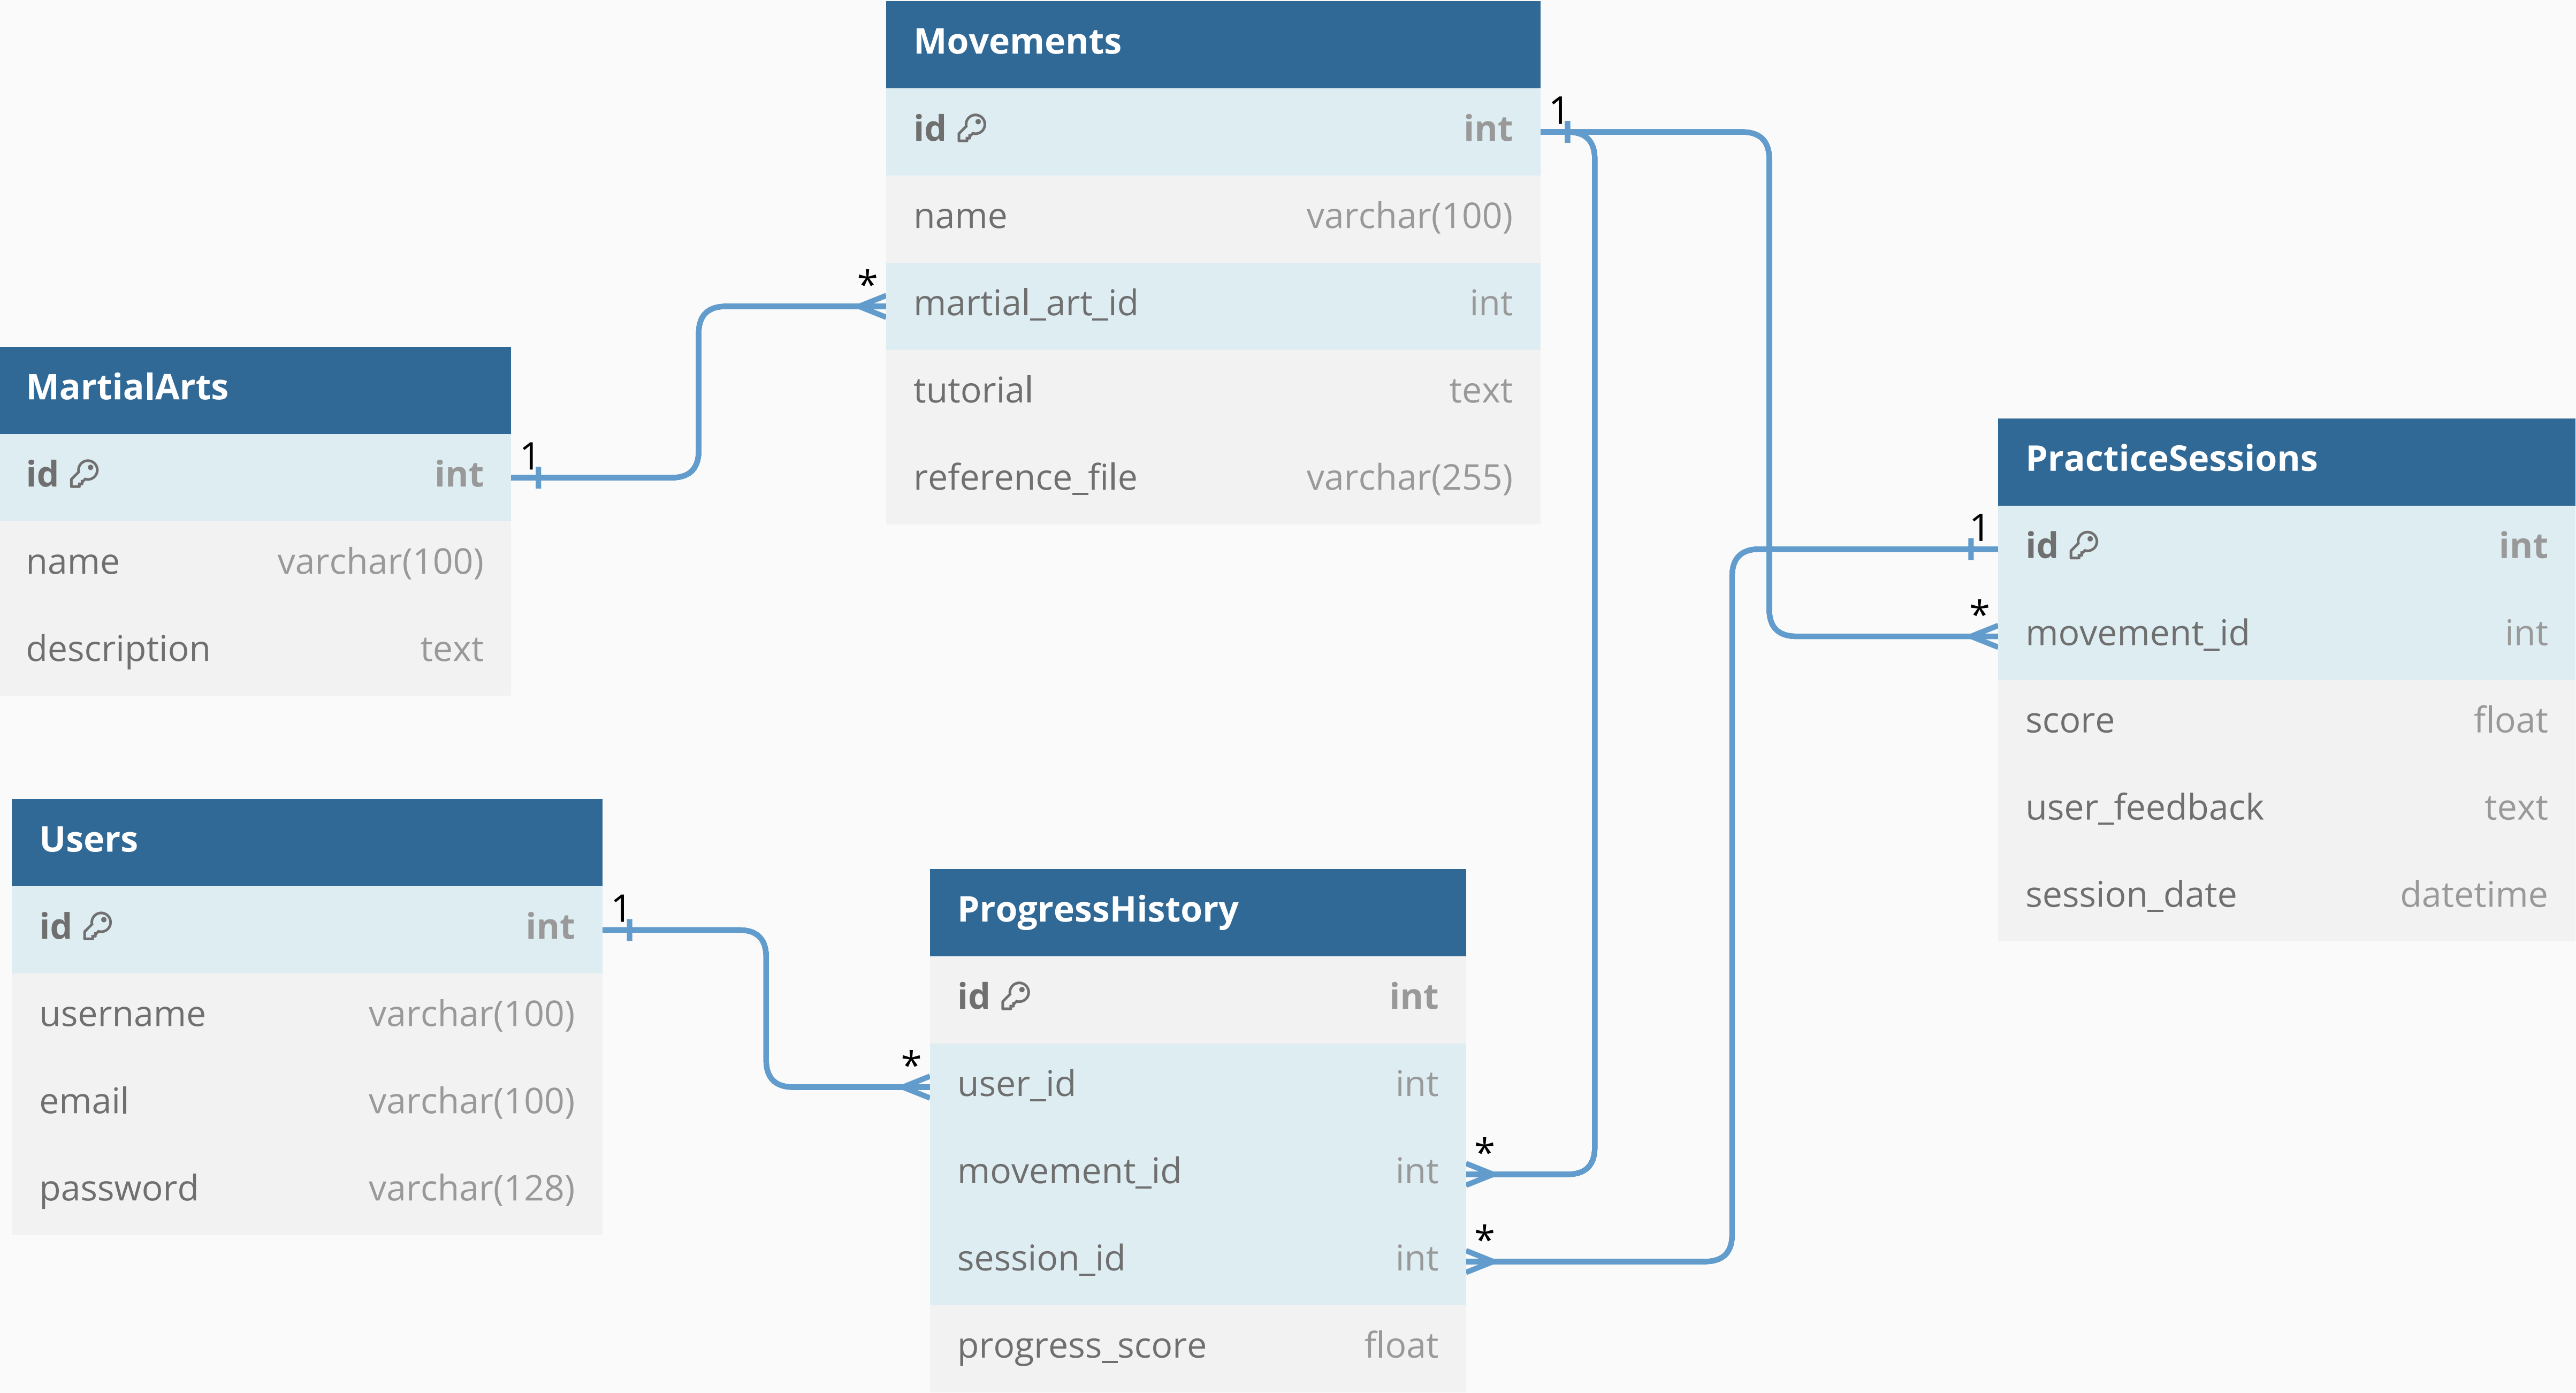 Movements
id int
name varchar(100)
martial_art_id int
tutorial text
reference_file varchar(255)
1
*
MartialArts
id int
name varchar(100)
description text
1
PracticeSessions
id int
movement_id int
score float
user_feedback text
session_date datetime
1
*
Users
id int
username varchar(100)
email varchar(100)
password varchar(128)
1
*
ProgressHistory
id int
user_id int
movement_id int
session_id int
progress_score float
*
*